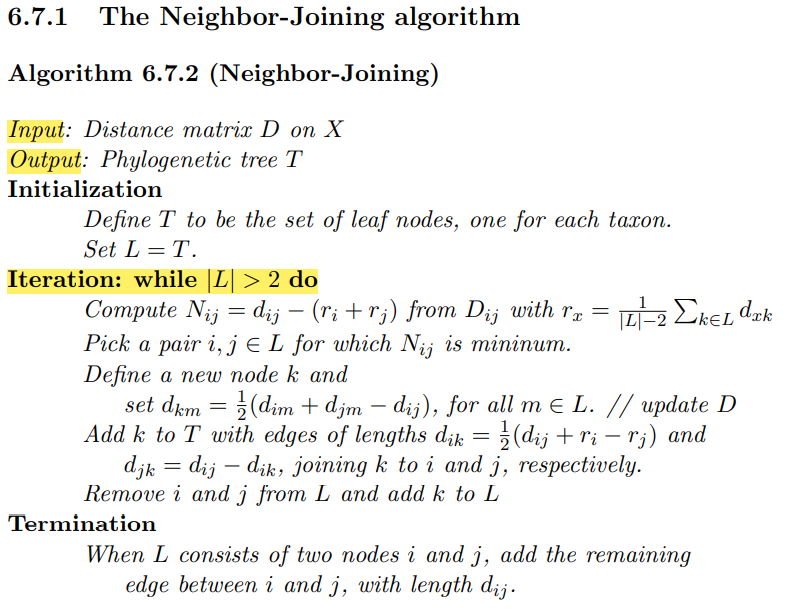 6.7.1 The Neighbor-Joining algorithm
Algorithm 6.7.2 (Neighbor-Joining)
Input: Distance matrix D on X
Output: Phylogenetic tree T
Initialization
Define T to be the set of leaf nodes, one for each taxon.
Set L = T.
Iteration: while |L| > 2 do
Compute N_{ij} = d_{ij} − (r_i + r_j) from D_{ij} with r_x = \frac{1}{|L|−2} ∑_{k∈L} d_{xk}
Pick a pair i, j ∈ L for which N_{ij} is mininum.
Define a new node k and
set d_{km} = \frac{1}{2}(d_{im} + d_{jm} − d_{ij}), for all m ∈ L. // update D
Add k to T with edges of lengths d_{ik} = \frac{1}{2}(d_{ij} + r_i − r_j) and
d_{jk} = d_{ij} − d_{ik}, joining k to i and j, respectively.
Remove i and j from L and add k to L
Termination
When L consists of two nodes i and j, add the remaining
edge between i and j, with length d_{ij}.